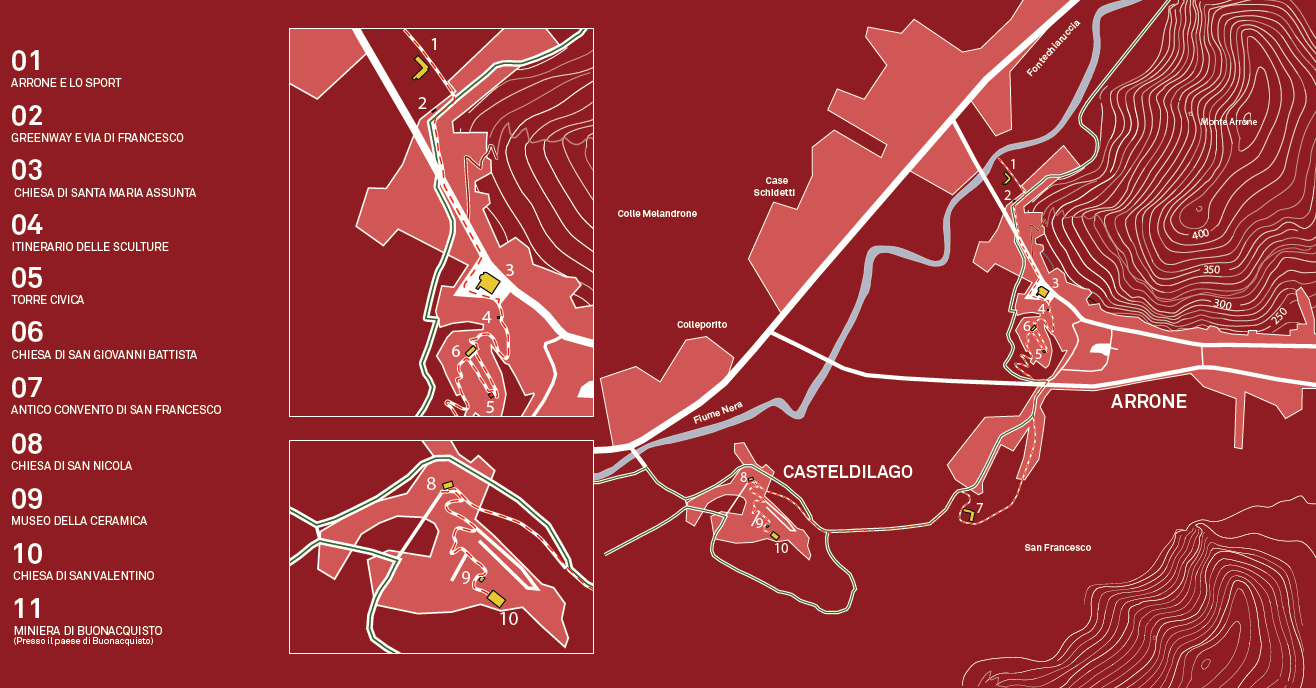 01
ARRONE E LO SPORT
02
GREENWAY E VIA DI FRANCESCO
03
CHIESA DI SANTA MARIA ASSUNTA
04
ITINERARIO DELLE SCULTURE
05
TORRE CIVICA
06
CHIESA DI SAN GIOVANNI BATTISTA
07
ANTICO CONVENTO DI SAN FRANCESCO
08
CHIESA DI SAN NICOLA
09
MUSEO DELLA CERAMICA
10
CHIESA DI SAN VALENTINO
11
MINIERA DI BUONACQUISTO
(Presso il paese di Buonacquisto)
1
2
3
4
6
5
8
9
10
Fontechiaruccia
Monte Arrone
Case
Schidetti
Colle Melandrone
Colleporito
Fiume Nera
1
2
3
4
6
5
400
350
300
250
ARRONE
CASTELDILAGO
8
9
10
7
San Francesco